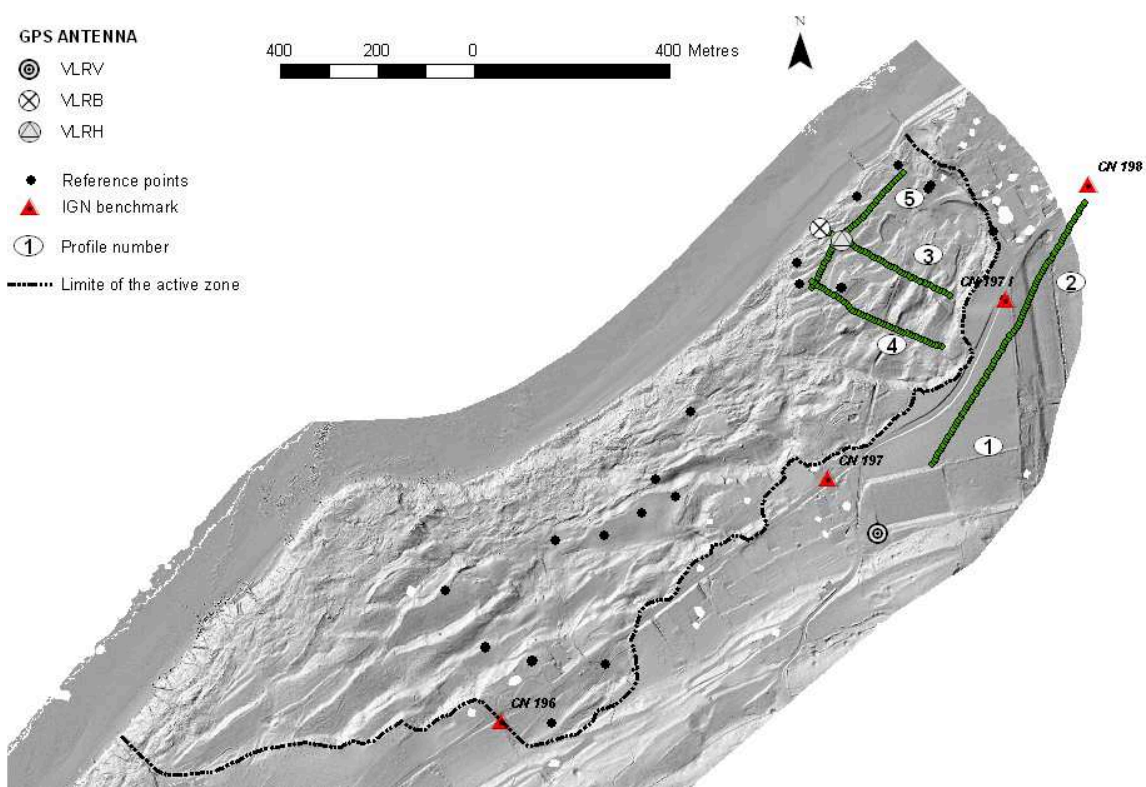 GPS ANTENNA
VLRV
VLRB
VLRH
Reference points
IGN benchmark
1 Profile number
Limite of the active zone
400 200 0 400 Metres
N
CN 198
5
3
CN 197
2
4
1
CN 197
CN 196